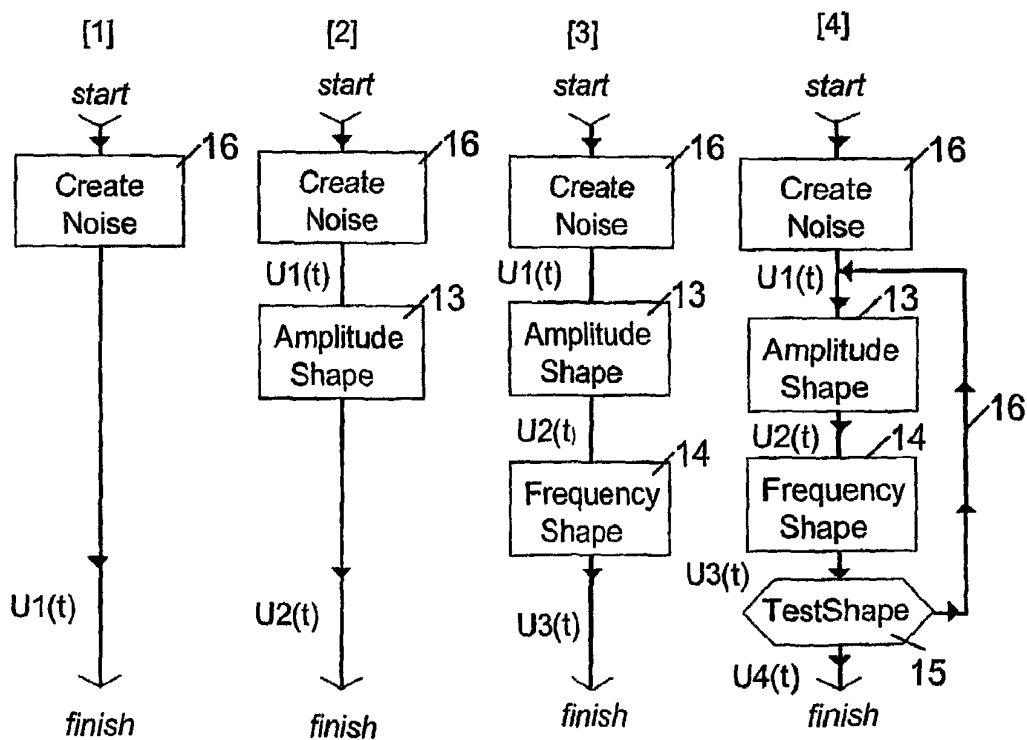 [1]
start
16
Create
Noise
U1(t)
finish
[2]
start
16
Create
Noise
U1(t)
13
Amplitude
Shape
U2(t)
finish
[3]
start
16
Create
Noise
U1(t)
13
Amplitude
Shape
U2(t)
14
Frequency
Shape
U3(t)
finish
[4]
start
16
Create
Noise
U1(t)
13
Amplitude
Shape
16
U2(t)
14
Frequency
Shape
U3(t)
TestShape
15
U4(t)
finish